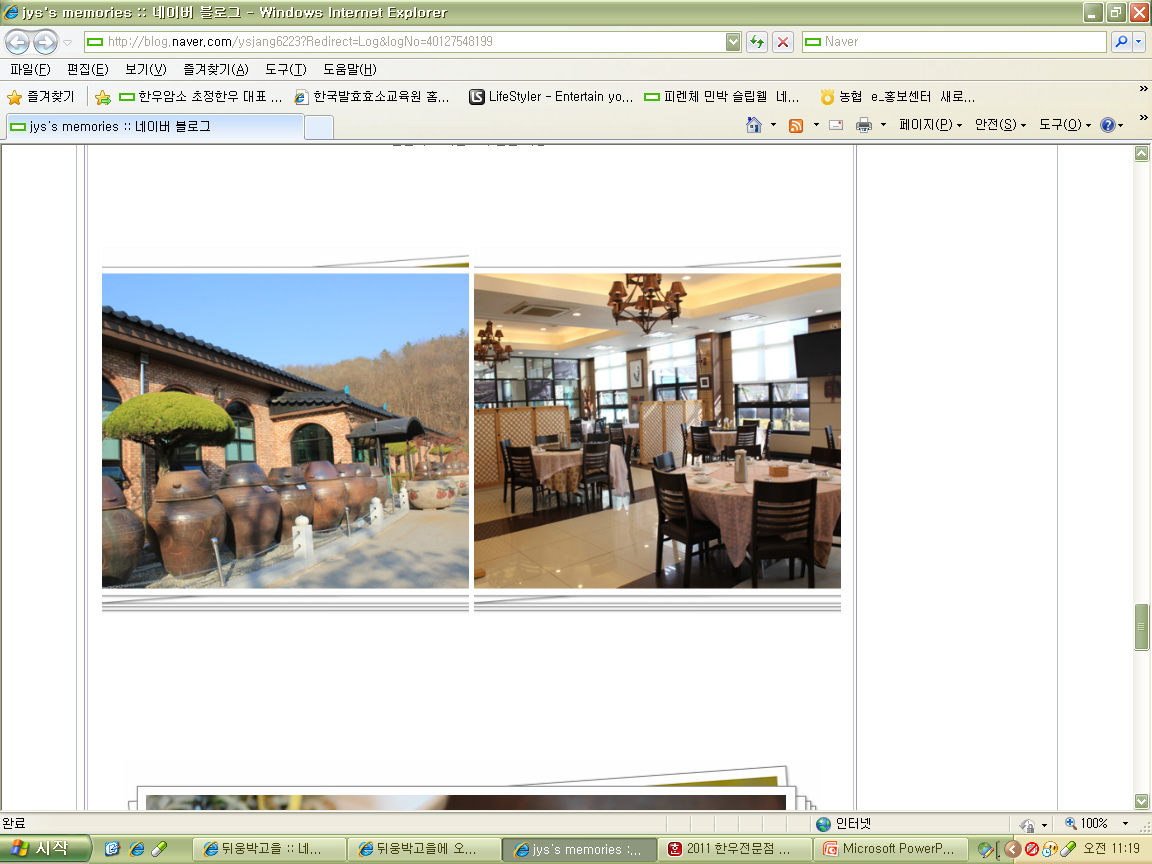 jys's memories :: 네이버 블로그 - Windows Internet Explorer
http://blog.naver.com/ysjang6223?Redirect=Log&logNo=40127548199
Naver
파일(F) 편집(E) 보기(V) 즐겨찾기(A) 도구(T) 도움말(H)
즐겨찾기 한우암소 초정한우 대표 ... 한국발효효소교육원 홈... LifeStyler - Entertain yo... 피렌체 민박 슬립웰 네... 농협 e_홍보센터 새로...
jys's memories :: 네이버 블로그
페이지(P) 안전(S) 도구(O)
완료
인터넷
100%
시작
뒤웅박고을 :: 네...
뒤웅박고을에 오...
jys's memories :...
2011 한우전문점 ...
Microsoft PowerP...
오전 11:19